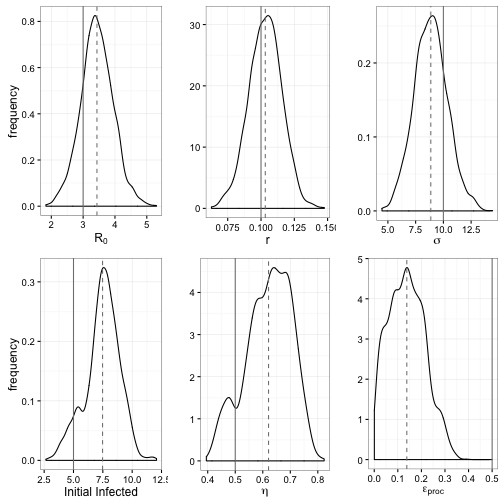 frequency
0.8
0.6
0.4
0.2
0.0
2 3 4 5
R0
30
20
10
0
0.075 0.100 0.125 0.150
r
0.2
0.1
0.0
5.0 7.5 10.0 12.5
σ
frequency
0.3
0.2
0.1
0.0
2.5 5.0 7.5 10.0 12.5
Initial Infected
4
3
2
1
0
0.4 0.5 0.6 0.7 0.8
η
5
4
3
2
1
0
0.0 0.1 0.2 0.3 0.4 0.5
εproc